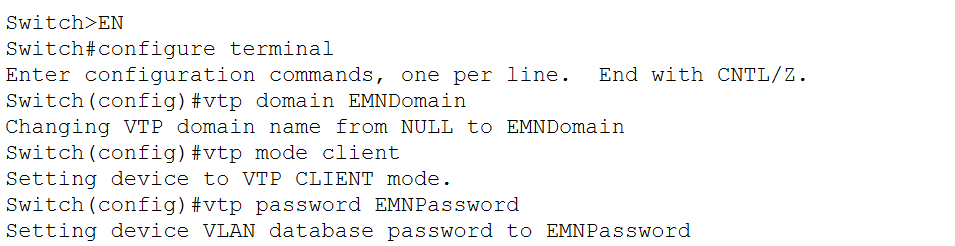 Switch>EN
Switch#configure terminal
Enter configuration commands, one per line.  End with CNTL/Z.
Switch(config)#vtp domain EMNDomain
Changing VTP domain name from NULL to EMNDomain
Switch(config)#vtp mode client
Setting device to VTP CLIENT mode.
Switch(config)#vtp password EMNPassword
Setting device VLAN database password to EMNPassword